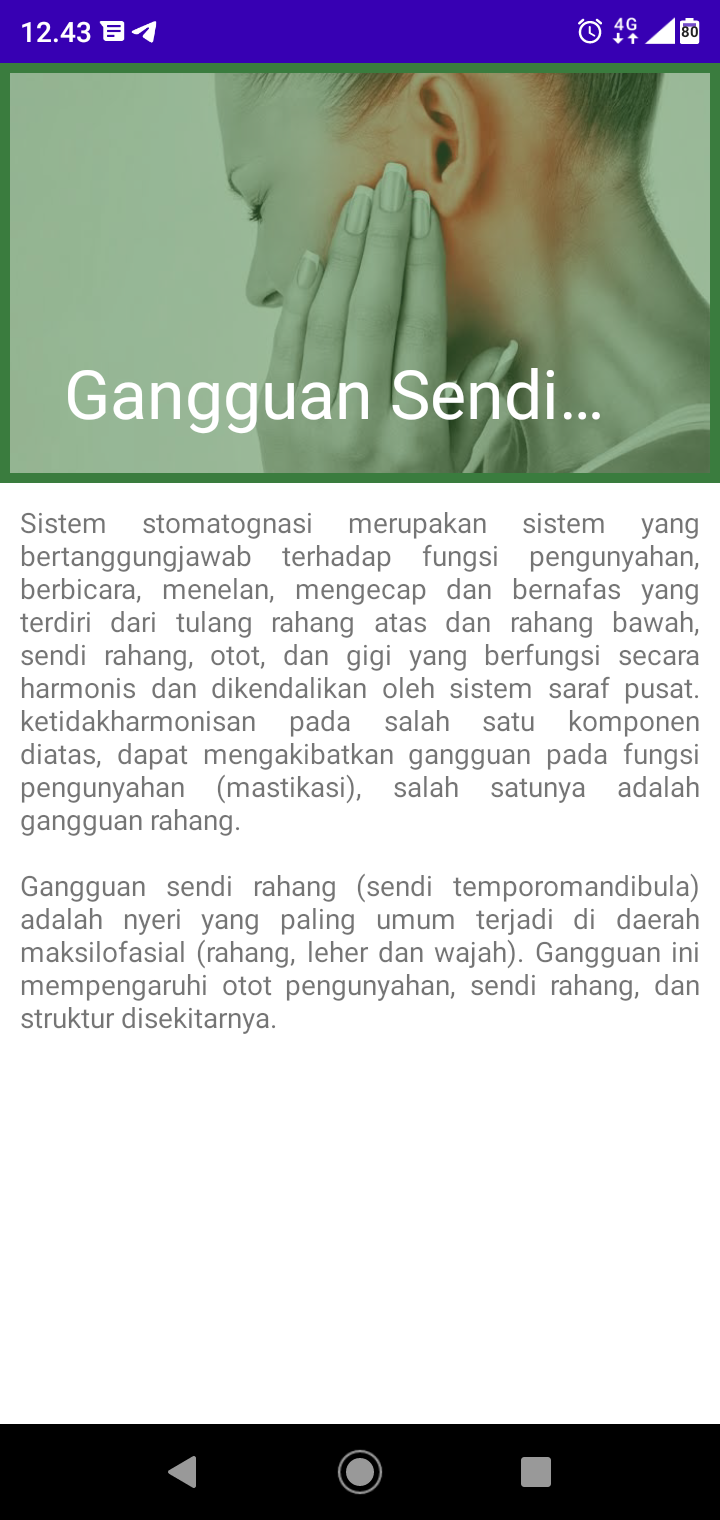 12.43
4G
80
Gangguan Sendi...
Sistem stomatognasi merupakan sistem yang
bertanggungjawab terhadap fungsi pengunyahan,
berbicara, menelan, mengecap dan bernafas yang
terdiri dari tulang rahang atas dan rahang bawah,
sendi rahang, otot, dan gigi yang berfungsi secara
harmonis dan dikendalikan oleh sistem saraf pusat.
ketidakharmonisan pada salah satu komponen
diatas, dapat mengakibatkan gangguan pada fungsi
pengunyahan (mastikasi), salah satunya adalah
gangguan rahang.
Gangguan sendi rahang (sendi temporomandibula)
adalah nyeri yang paling umum terjadi di daerah
maksilofasial (rahang, leher dan wajah). Gangguan ini
mempengaruhi otot pengunyahan, sendi rahang, dan
struktur disekitarnya.